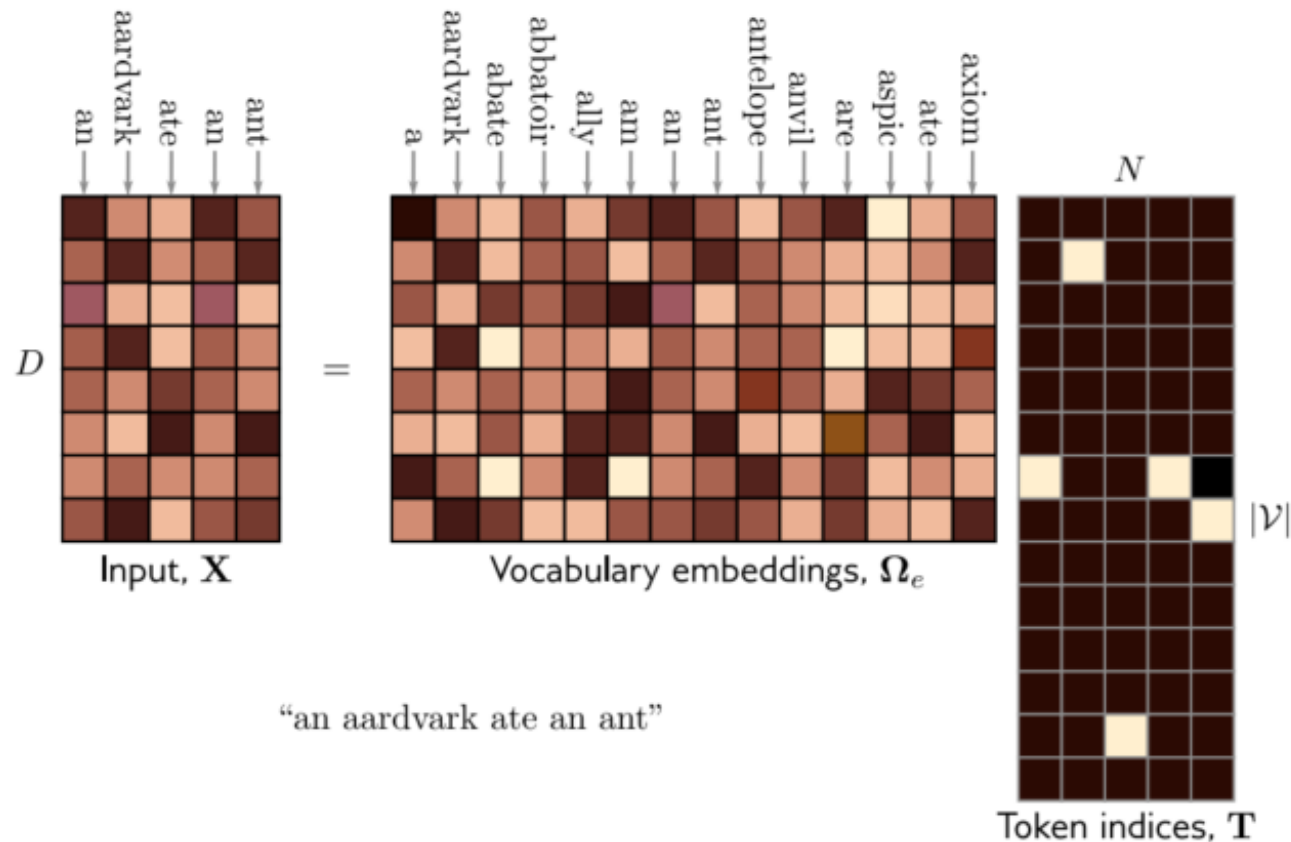 an aardvark ate an ant
a aardvark abate abbatoir ally am an ant antelope anvil are aspic ate axiom
N
D
=
|𝒱|
Input, X
Vocabulary embeddings, Ωₑ
“an aardvark ate an ant”
Token indices, T